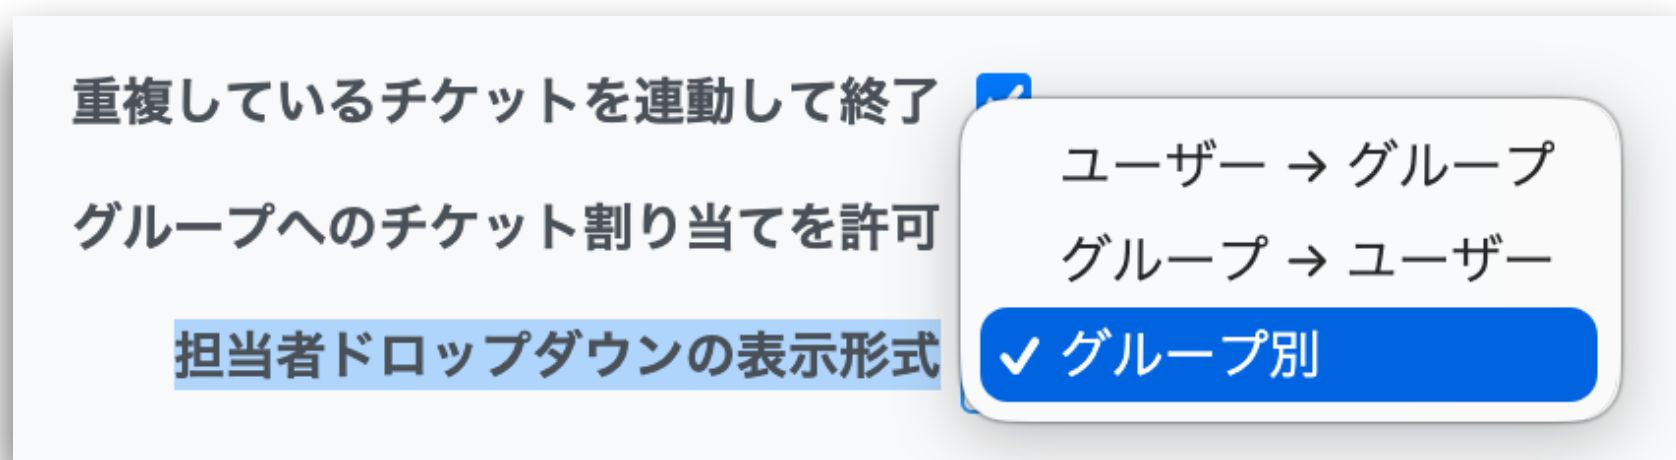 重複しているチケットを連動して終了
ユーザー → グループ
グループへのチケット割り当てを許可
グループ → ユーザー
担当者ドロップダウンの表示形式
✓ グループ別